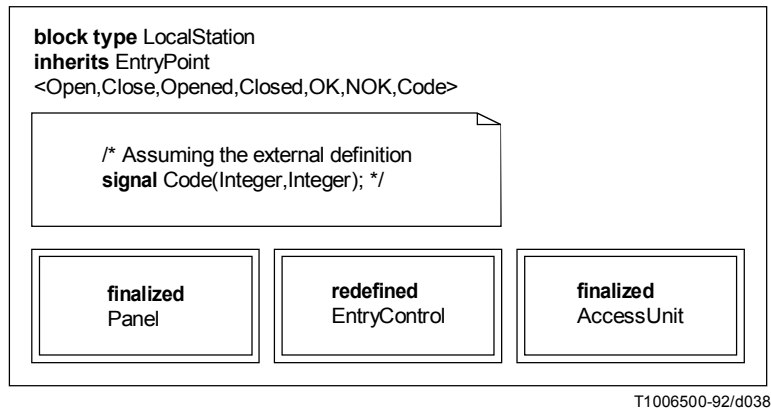 block type LocalStation
inherits EntryPoint
<Open,Close,Opened,Closed,OK,NOK,Code>
/* Assuming the external definition
signal Code(Integer,Integer); */
finalized
Panel
redefined
EntryControl
finalized
AccessUnit
T1006500-92/d038